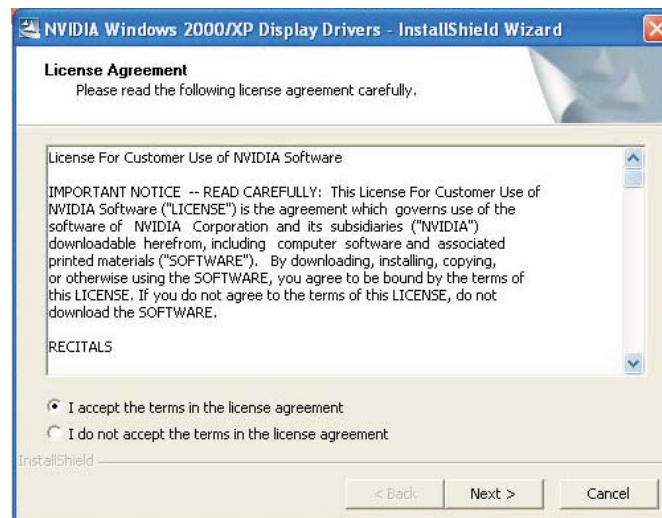 NVIDIA Windows 2000/XP Display Drivers - InstallShield Wizard
License Agreement
Please read the following license agreement carefully.
License For Customer Use of NVIDIA Software
IMPORTANT NOTICE -- READ CAREFULLY: This License For Customer Use of
NVIDIA Software ("LICENSE") is the agreement which governs use of the
software of NVIDIA Corporation and its subsidiaries ("NVIDIA")
downloadable herefrom, including computer software and associated
printed materials ("SOFTWARE"). By downloading, installing, copying,
or otherwise using the SOFTWARE, you agree to be bound by the terms of
this LICENSE. If you do not agree to the terms of this LICENSE, do not
download the SOFTWARE.
RECITALS
I accept the terms in the license agreement
I do not accept the terms in the license agreement
InstallShield
< Back Next > Cancel